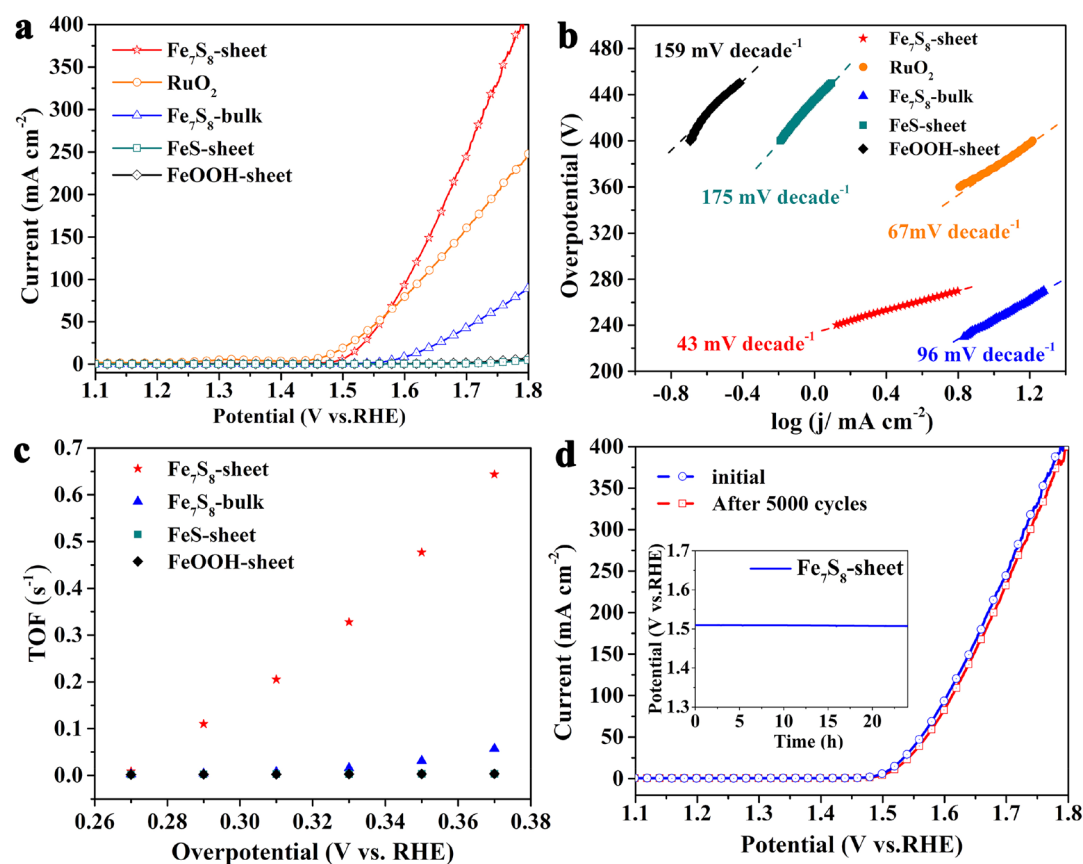 a
400
350
300
250
200
150
100
50
0
Current (mA cm⁻²)
Fe₇S₈-sheet
RuO₂
Fe₇S₈-bulk
FeS-sheet
FeOOH-sheet
1.1 1.2 1.3 1.4 1.5 1.6 1.7 1.8
Potential (V vs.RHE)
b
480
440
400
360
320
280
240
200
Overpotential (V)
159 mV decade⁻¹
Fe₇S₈-sheet
RuO₂
Fe₇S₈-bulk
FeS-sheet
FeOOH-sheet
175 mV decade⁻¹
67mV decade⁻¹
43 mV decade⁻¹
96 mV decade⁻¹
-0.8 -0.4 0.0 0.4 0.8 1.2
log (j/ mA cm⁻²)
c
0.7
0.6
0.5
0.4
0.3
0.2
0.1
0.0
TOF (s⁻¹)
Fe₇S₈-sheet
Fe₇S₈-bulk
FeS-sheet
FeOOH-sheet
0.26 0.28 0.30 0.32 0.34 0.36 0.38
Overpotential (V vs. RHE)
d
400
350
300
250
200
150
100
50
0
Current (mA cm⁻²)
initial
After 5000 cycles
1.7
1.6
1.5
1.4
1.3
Potential (V vs.RHE)
Fe₇S₈-sheet
0 5 10 15 20
Time (h)
1.1 1.2 1.3 1.4 1.5 1.6 1.7 1.8
Potential (V vs.RHE)